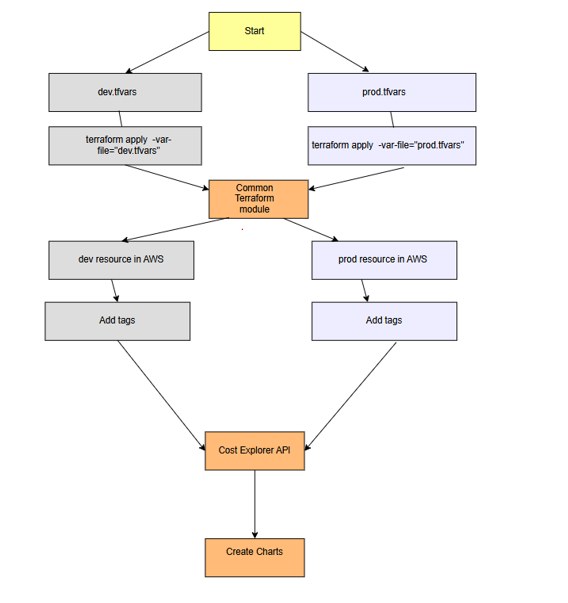 Start
dev.tfvars
prod.tfvars
terraform apply -var-
file="dev.tfvars"
terraform apply -var-file="prod.tfvars"
Common
Terraform
module
dev resource in AWS
prod resource in AWS
Add tags
Add tags
Cost Explorer API
Create Charts